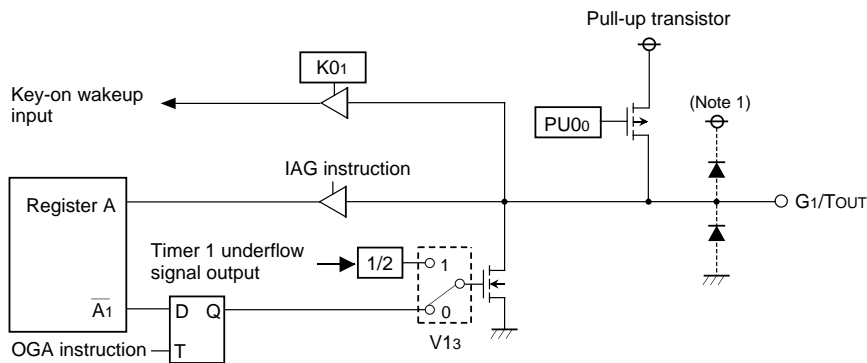 Pull-up transistor
K01
Key-on wakeup
input
PU00
(Note 1)
IAG instruction
Register A
G1/TOUT
Timer 1 underflow
signal output
1/2
1
0
A̅1
D Q
T
V13
OGA instruction